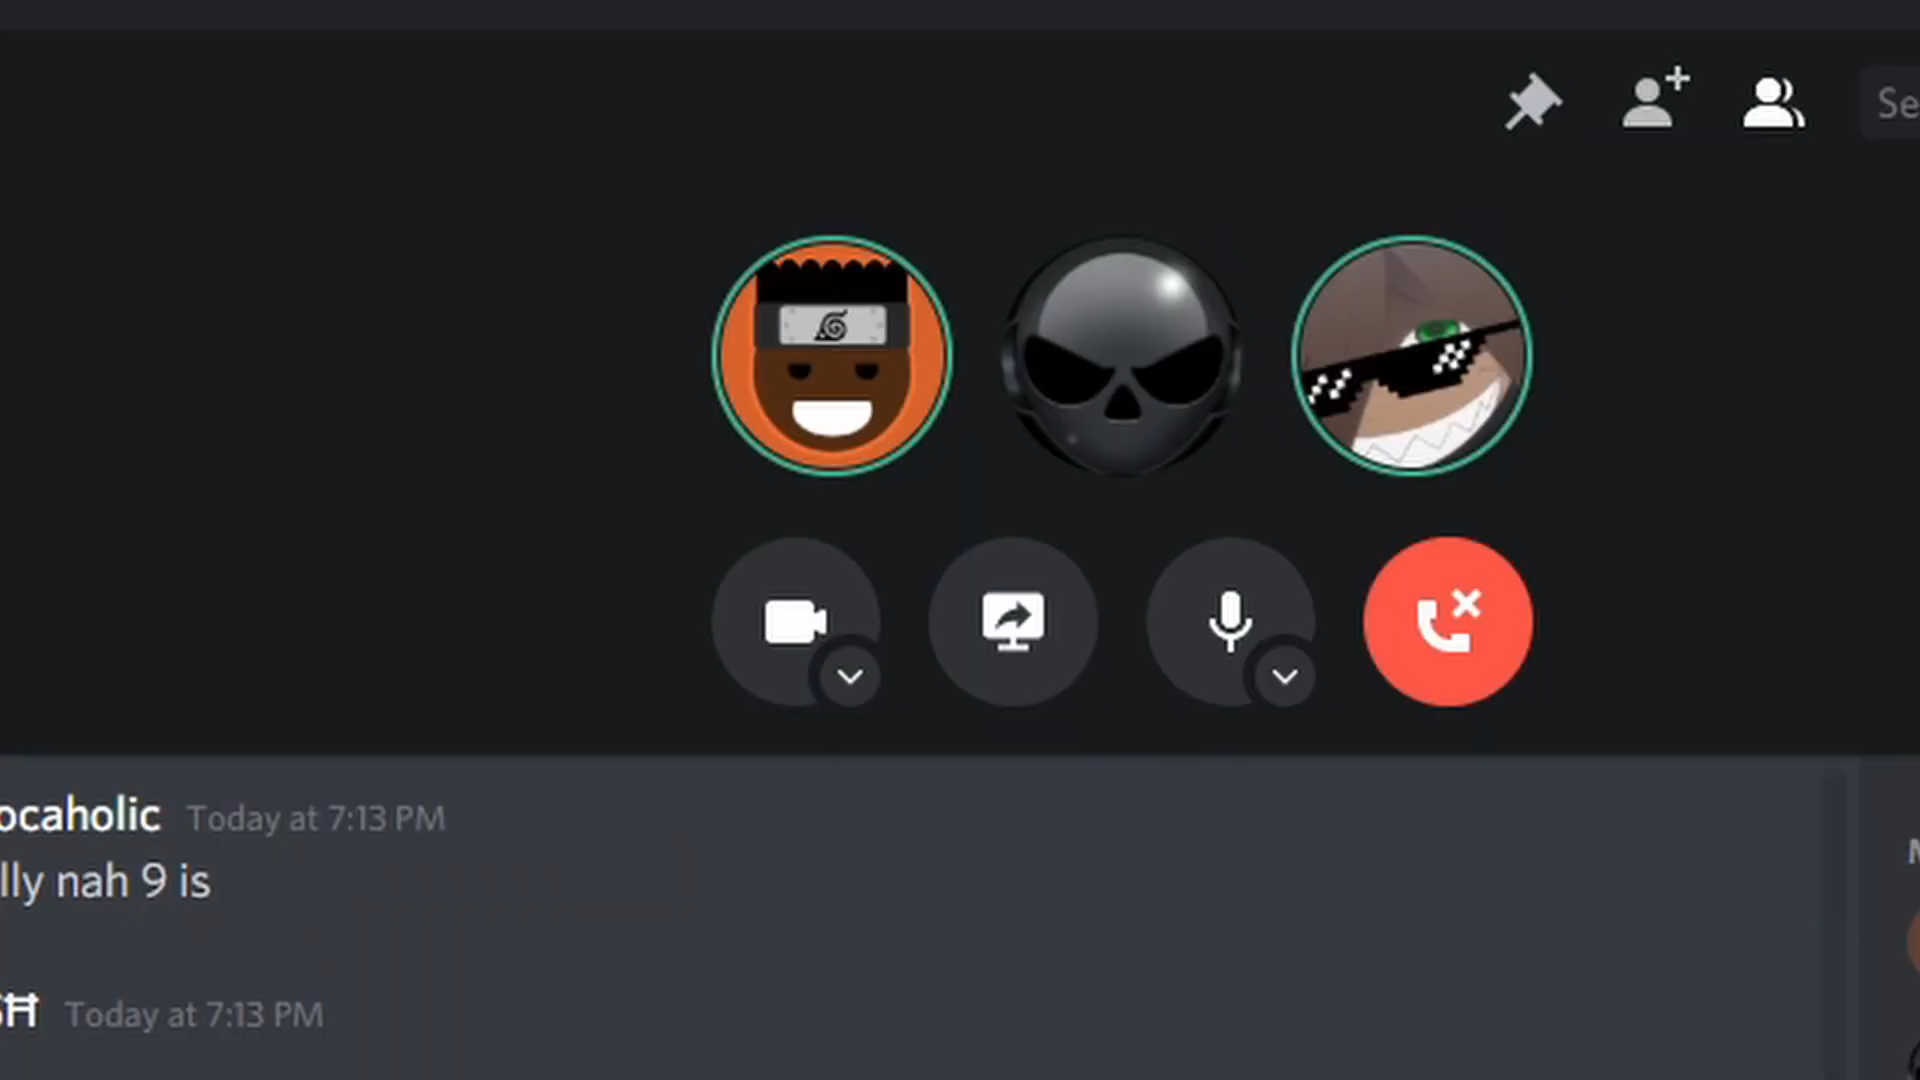 Se
ocaholic Today at 7:13 PM
lly nah 9 is
Today at 7:13 PM